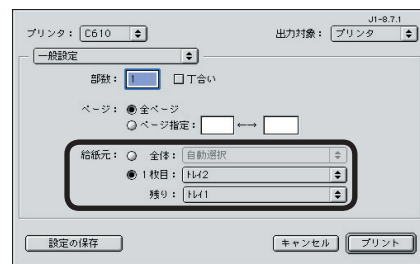 J1-8.7.1
プリンタ： C610 出力対象： プリンタ
一般設定
部数： 1 丁合い
ページ： 全ページ
ページ指定：
給紙元： 全体： 自動選択
1枚目： トレイ2
残り： トレイ1
設定の保存 キャンセル プリント